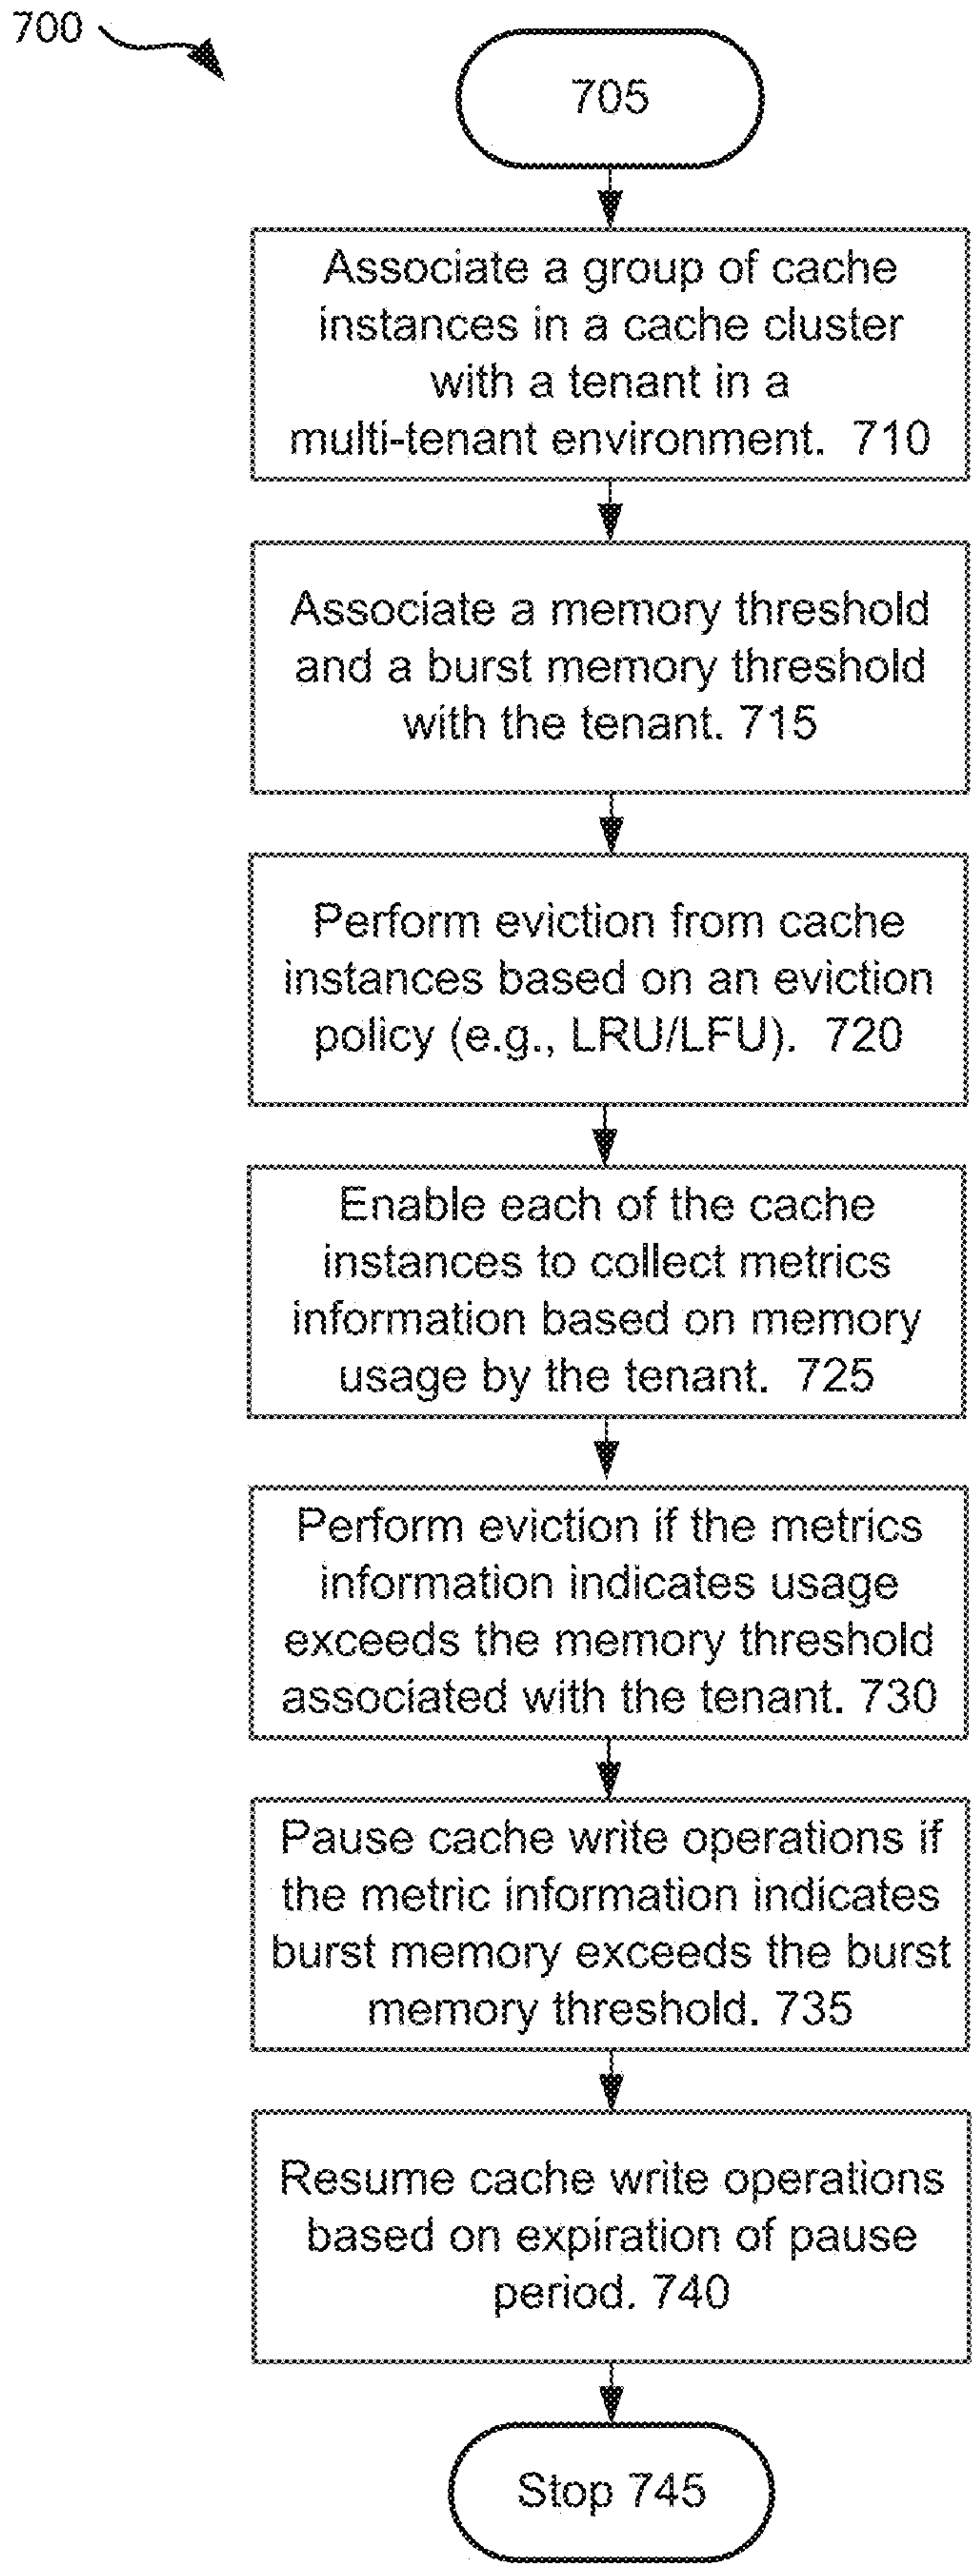 700
705
Associate a group of cache
instances in a cache cluster
with a tenant in a
multi-tenant environment. 710
Associate a memory threshold
and a burst memory threshold
with the tenant. 715
Perform eviction from cache
instances based on an eviction
policy (e.g., LRU/LFU). 720
Enable each of the cache
instances to collect metrics
information based on memory
usage by the tenant. 725
Perform eviction if the metrics
information indicates usage
exceeds the memory threshold
associated with the tenant. 730
Pause cache write operations if
the metric information indicates
burst memory exceeds the burst
memory threshold. 735
Resume cache write operations
based on expiration of pause
period. 740
Stop 745